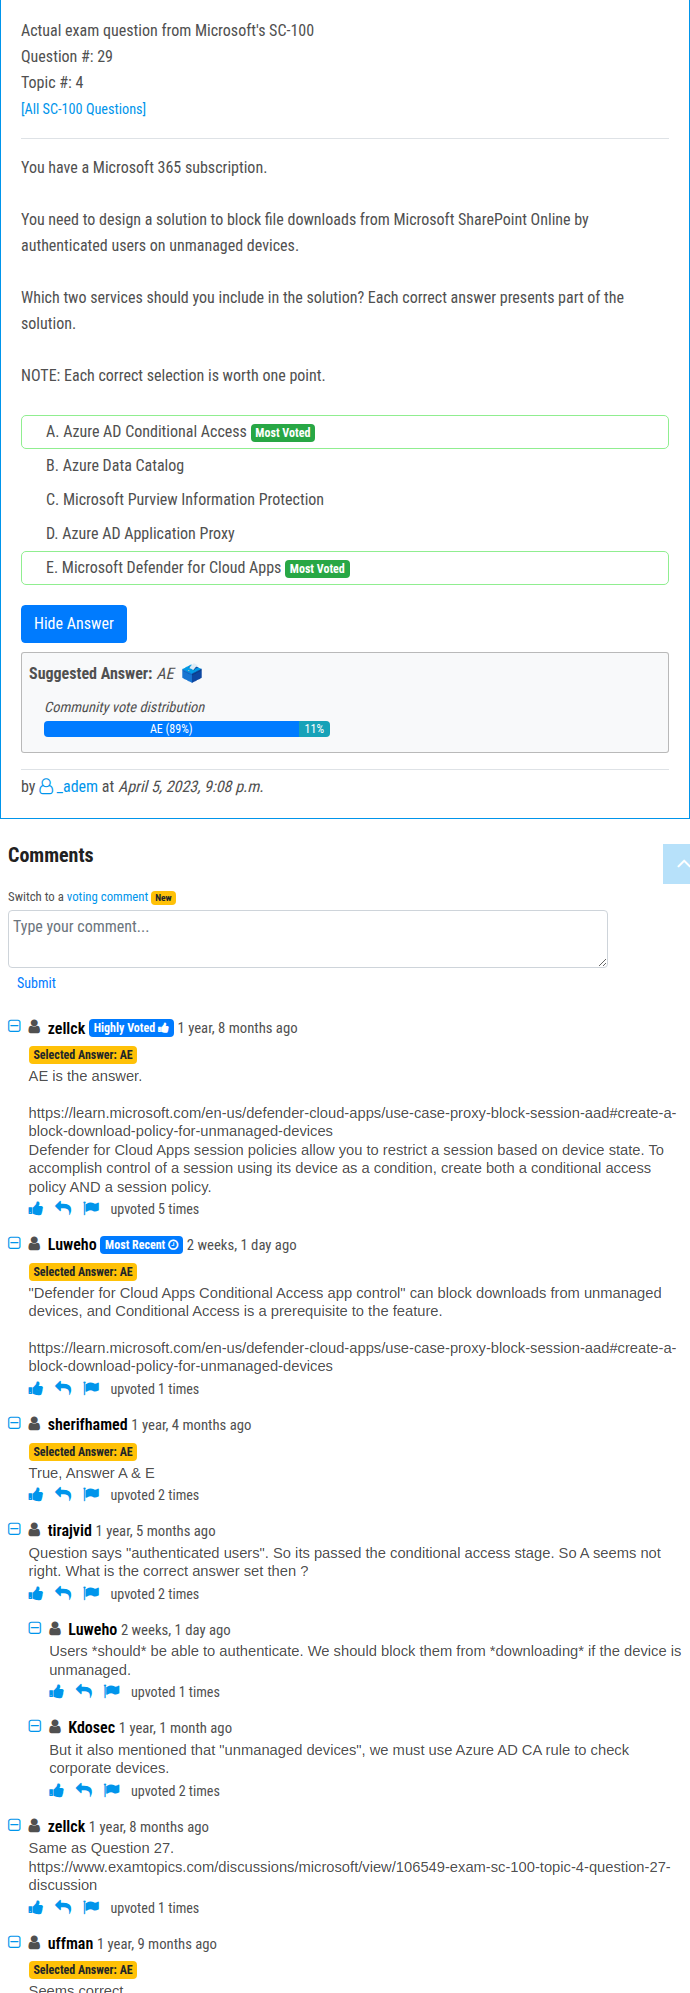 Actual exam question from Microsoft's SC-100
Question #: 29
Topic #: 4
[All SC-100 Questions]
You have a Microsoft 365 subscription.
You need to design a solution to block file downloads from Microsoft SharePoint Online by
authenticated users on unmanaged devices.
Which two services should you include in the solution? Each correct answer presents part of the
solution.
NOTE: Each correct selection is worth one point.
A. Azure AD Conditional Access Most Voted
B. Azure Data Catalog
C. Microsoft Purview Information Protection
D. Azure AD Application Proxy
E. Microsoft Defender for Cloud Apps Most Voted
Hide Answer
Suggested Answer: AE
Community vote distribution
AE (89%) 11%
by _adem at April 5, 2023, 9:08 p.m.
Comments
Switch to a voting comment New
Type your comment...
Submit
zellck Highly Voted 1 year, 8 months ago
Selected Answer: AE
AE is the answer.
https://learn.microsoft.com/en-us/defender-cloud-apps/use-case-proxy-block-session-aad#create-a-
block-download-policy-for-unmanaged-devices
Defender for Cloud Apps session policies allow you to restrict a session based on device state. To
accomplish control of a session using its device as a condition, create both a conditional access
policy AND a session policy.
upvoted 5 times
Luweho Most Recent 2 weeks, 1 day ago
Selected Answer: AE
"Defender for Cloud Apps Conditional Access app control" can block downloads from unmanaged
devices, and Conditional Access is a prerequisite to the feature.
https://learn.microsoft.com/en-us/defender-cloud-apps/use-case-proxy-block-session-aad#create-a-
block-download-policy-for-unmanaged-devices
upvoted 1 times
sherifhamed 1 year, 4 months ago
Selected Answer: AE
True, Answer A & E
upvoted 2 times
tirajvid 1 year, 5 months ago
Question says "authenticated users". So its passed the conditional access stage. So A seems not
right. What is the correct answer set then ?
upvoted 2 times
Luweho 2 weeks, 1 day ago
Users *should* be able to authenticate. We should block them from *downloading* if the device is
unmanaged.
upvoted 1 times
Kdosec 1 year, 1 month ago
But it also mentioned that "unmanaged devices", we must use Azure AD CA rule to check
corporate devices.
upvoted 2 times
zellck 1 year, 8 months ago
Same as Question 27.
https://www.examtopics.com/discussions/microsoft/view/106549-exam-sc-100-topic-4-question-27-
discussion
upvoted 1 times
uffman 1 year, 9 months ago
Selected Answer: AE
Seems correct